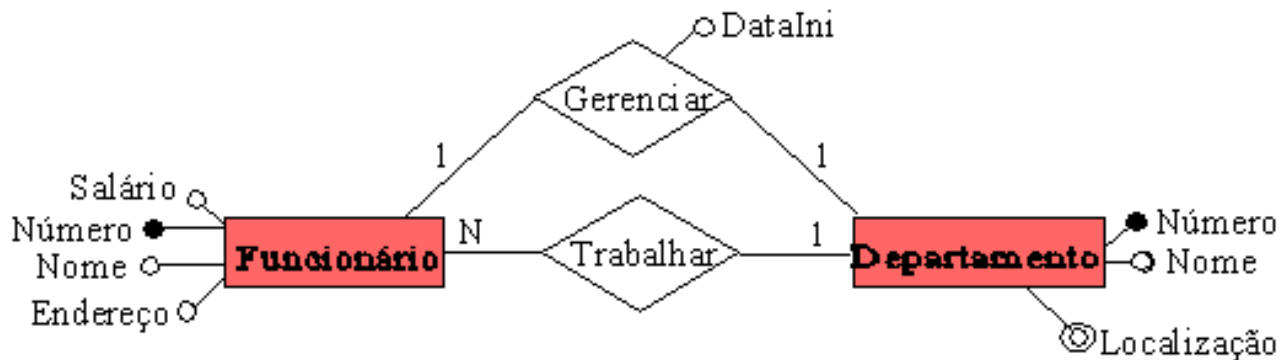 DataIni
Gerenciar
1 1
Salário
Número
Nome
Endereço
Funcionário
N
Trabalhar
1
Departamento
Número
Nome
Localização